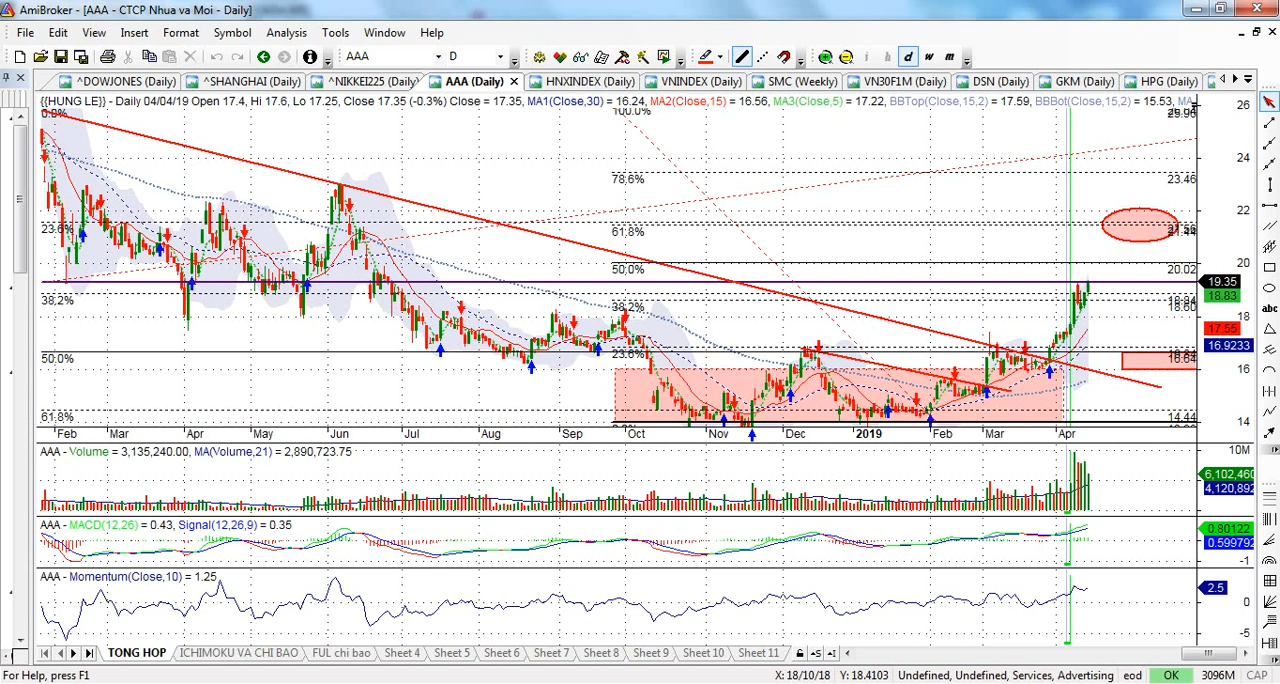 AmiBroker - [AAA - CTCP Nhua va Moi - Daily]
File Edit View Insert Format Symbol Analysis Tools Window Help
AAA D i h d w m
^DOWJONES (Daily) ^SHANGHAI (Daily) ^NIKKEI225 (Daily) AAA (Daily) HNXINDEX (Daily) VNINDEX (Daily) SMC (Weekly) VN30F1M (Daily) DSN (Daily) GKM (Daily) HPG (Daily)
{{HUNG LE}} - Daily 04/04/19 Open 17.4, Hi 17.6, Lo 17.25, Close 17.35 (-0.3%) Close = 17.35, MA1(Close,30) = 16.24, MA2(Close,15) = 16.56, MA3(Close,5) = 17.22, BBTop(Close,15,2) = 17.59, BBBot(Close,15,2) = 15.53, MA
26
0.0% 100.0% 25.96
24
78,6% 23.46
22
23.6% 61,8%
20
50,0% 20.02
19.35
38,2% 38,2% 18.83
18.60
18
17.55
16.9233
50.0% 23.6% 16.64
16
61.8% 14.44
14
Feb Mar Apr May Jun Jul Aug Sep Oct Nov Dec 2019 Feb Mar Apr
AAA - Volume = 3,135,240.00, MA(Volume,21) = 2,890,723.75 10M
6,102,460
4,120,892
AAA - MACD(12,26) = 0.43, Signal(12,26,9) = 0.35
0.80122
0.599792
-1
AAA - Momentum(Close,10) = 1.25
2.5
0
-5
TONG HOP ICHIMOKU VA CHI BAO FUL chi bao Sheet 4 Sheet 5 Sheet 6 Sheet 7 Sheet 8 Sheet 9 Sheet 10 Sheet 11
For Help, press F1 X: 18/10/18 Y: 18.4103 Undefined, Undefined, Services, Advertising eod OK 3096M CAP
abc